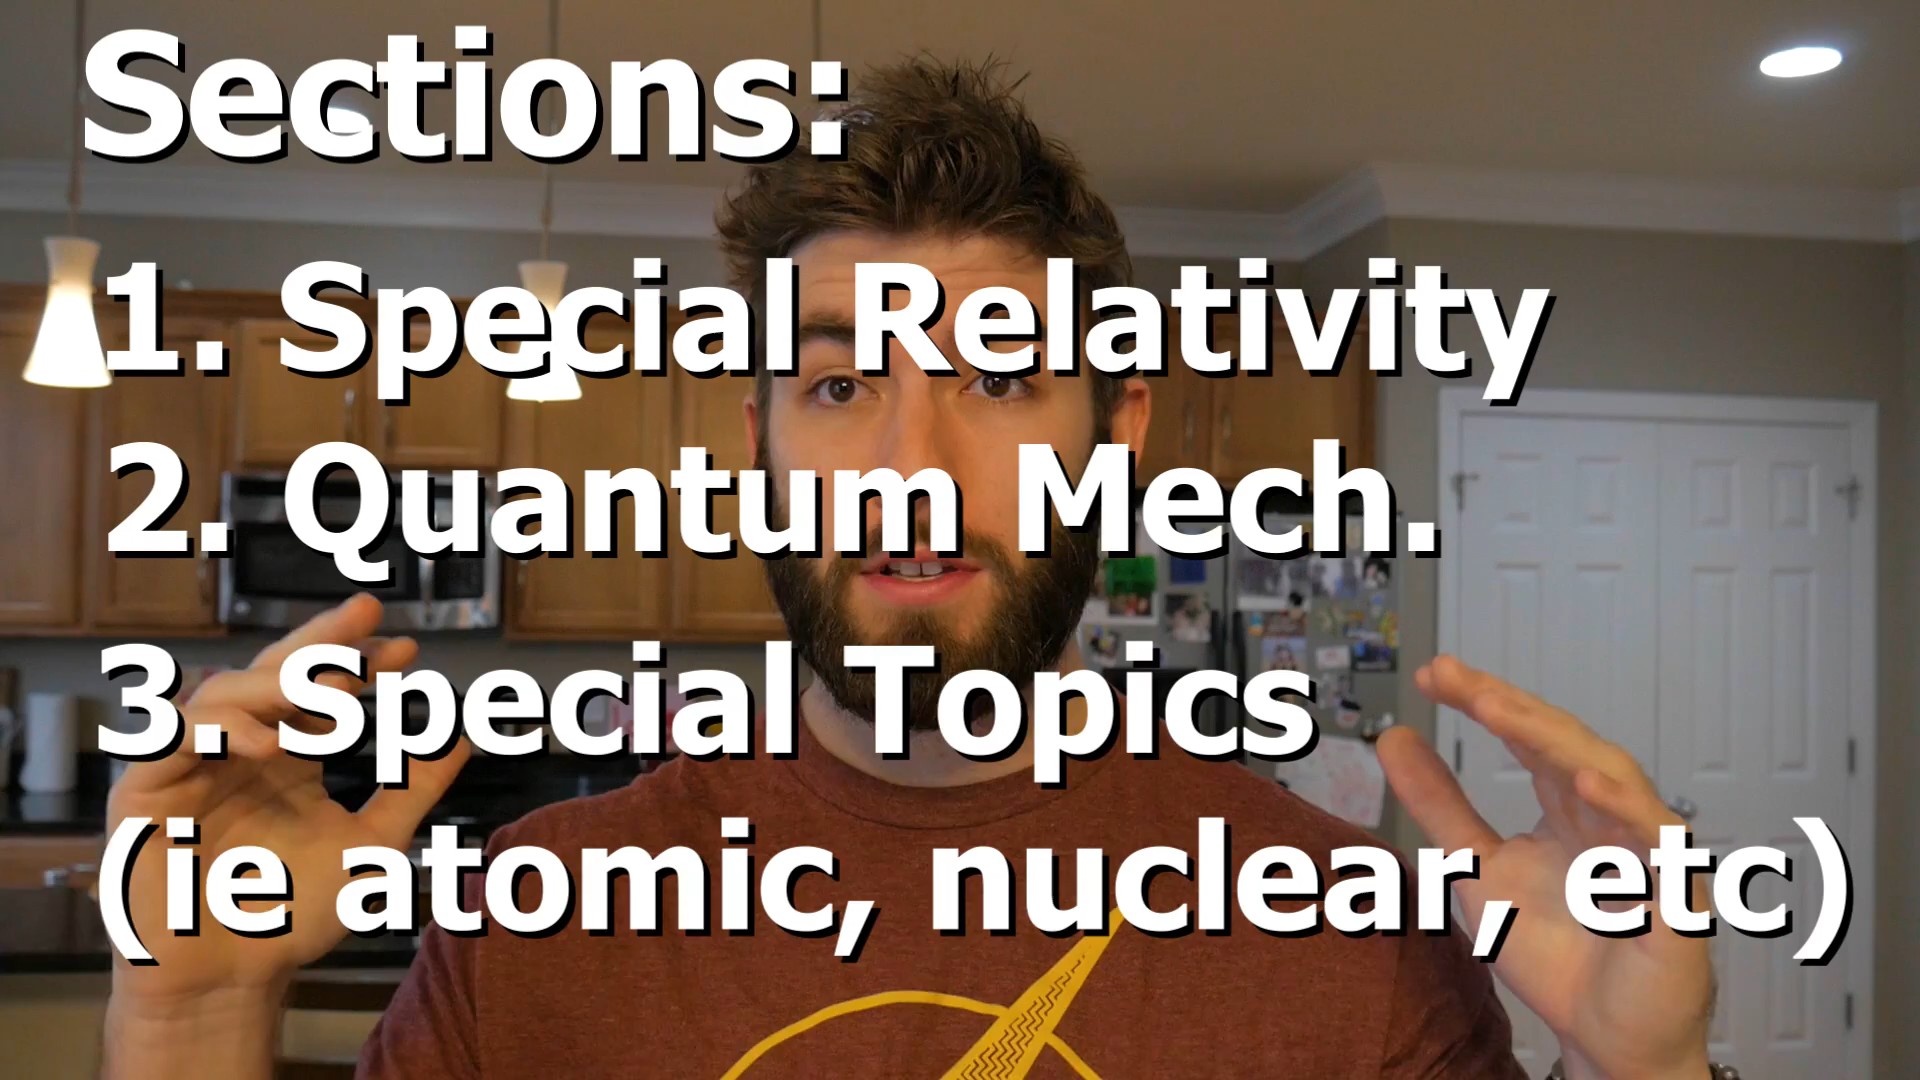 Sections:
1. Special Relativity
2. Quantum Mech.
3. Special Topics
(ie atomic, nuclear, etc)